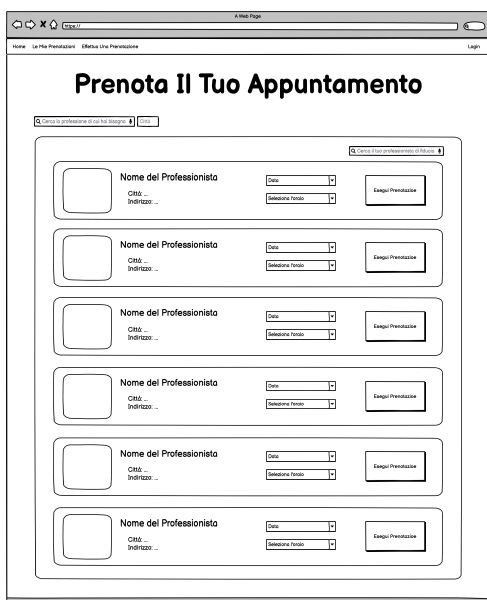 A Web Page
https://
Home Le Mie Prenotazioni Effettua Una Prenotazione Login
Prenota Il Tuo Appuntamento
Cerca la professione di cui hai bisogno Città
Cerca il tuo professionista di fiducia
Nome del Professionista
Data
Città: ...
Esegui Prenotazione
Indirizzo: ...
Seleziona l'orario
Nome del Professionista
Data
Città: ...
Esegui Prenotazione
Indirizzo: ...
Seleziona l'orario
Nome del Professionista
Data
Città: ...
Esegui Prenotazione
Indirizzo: ...
Seleziona l'orario
Nome del Professionista
Data
Città: ...
Esegui Prenotazione
Indirizzo: ...
Seleziona l'orario
Nome del Professionista
Data
Città: ...
Esegui Prenotazione
Indirizzo: ...
Seleziona l'orario
Nome del Professionista
Data
Città: ...
Esegui Prenotazione
Indirizzo: ...
Seleziona l'orario